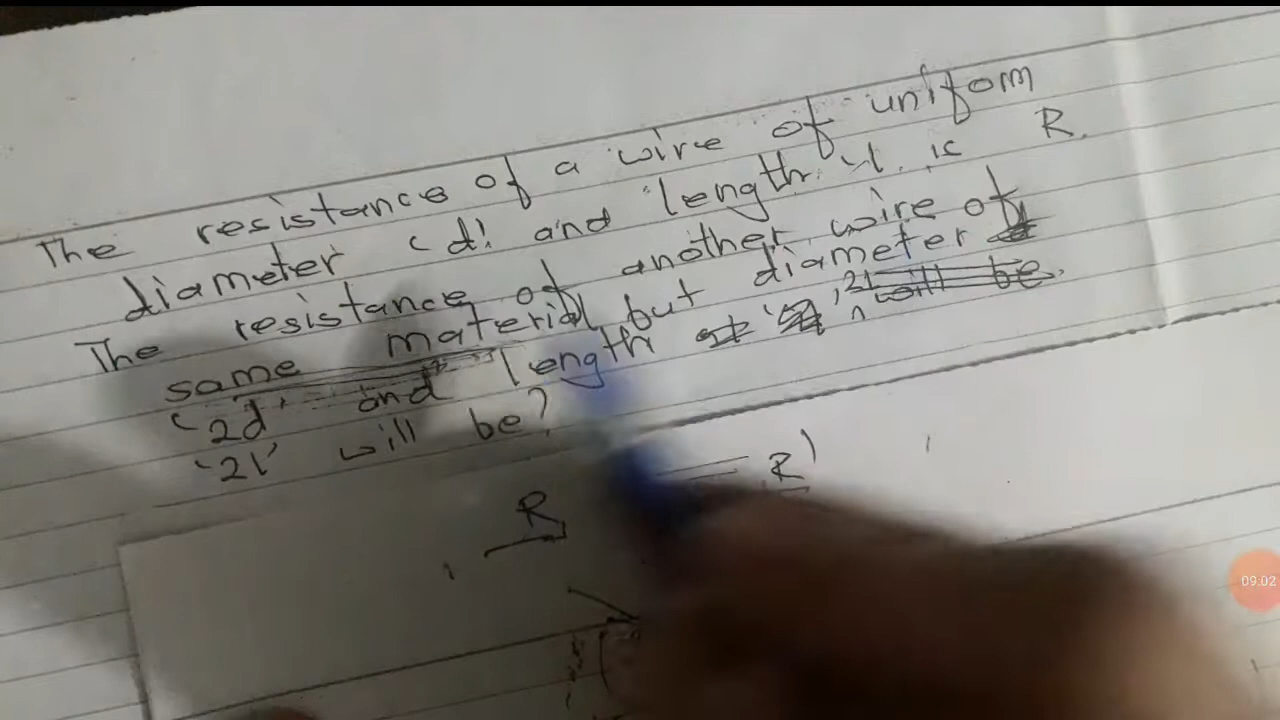 The resistance of a wire of uniform
diameter 'd' and length 'l' is R.
The resistance of another wire of
same material but diameter
'2d' and length
'2l' will be?
R R'
09:02